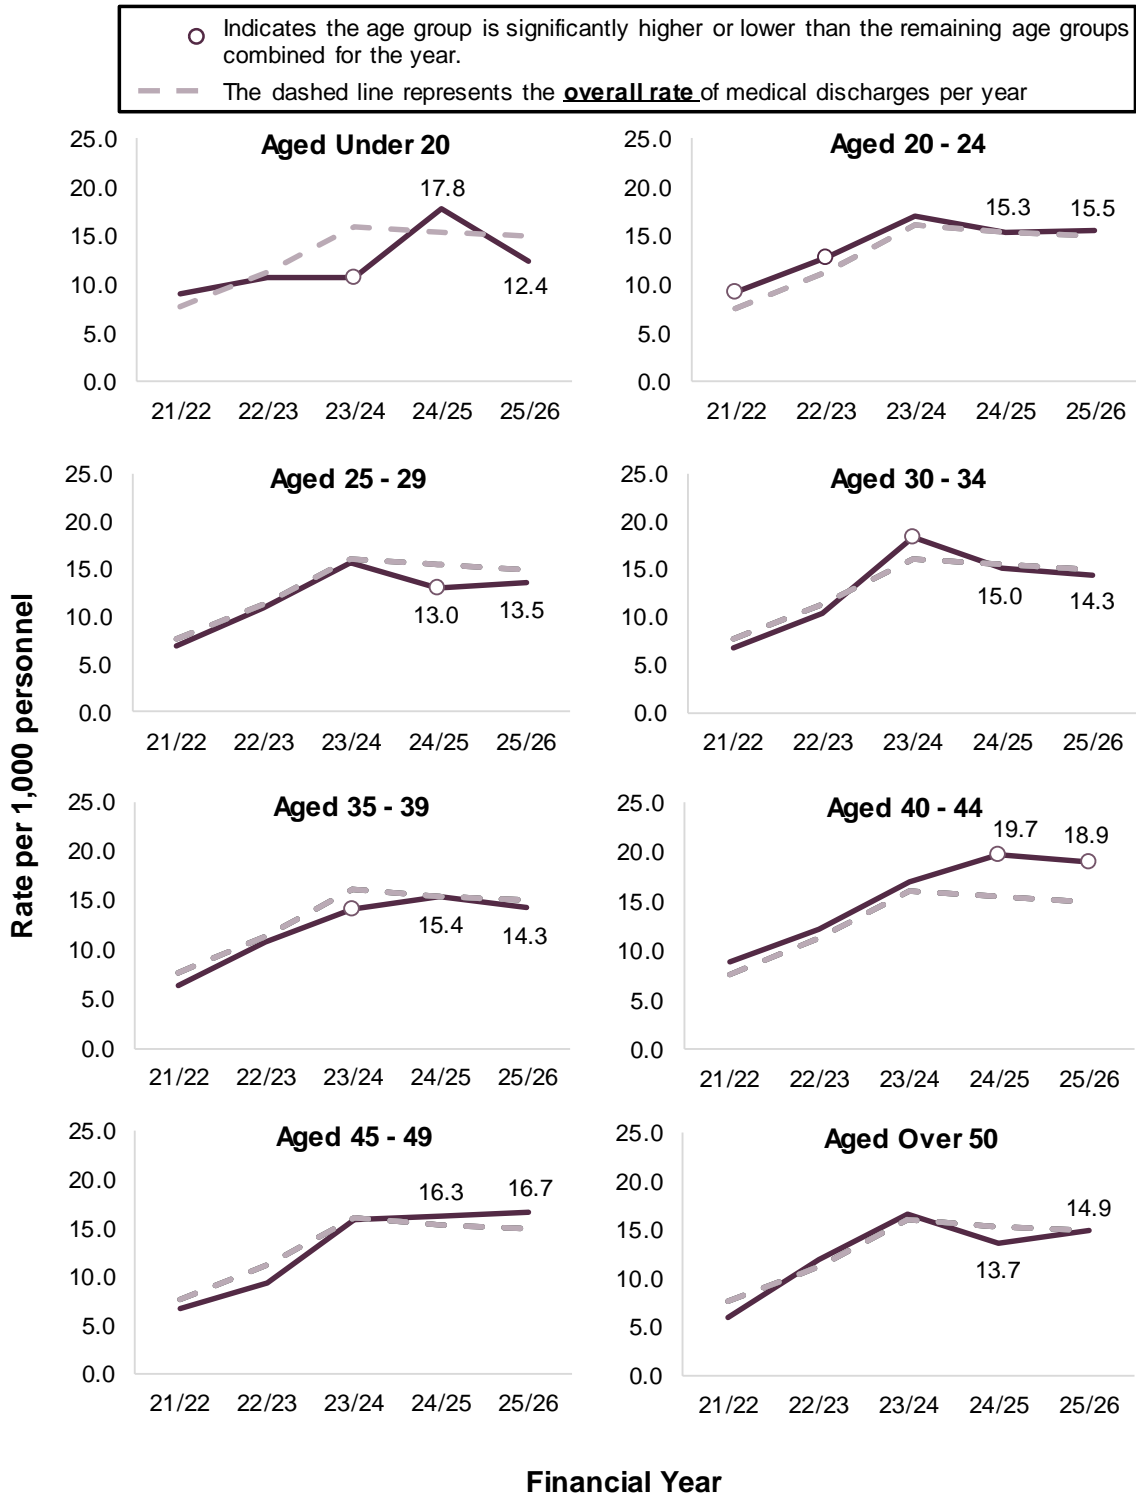 Indicates the age group is significantly higher or lower than the remaining age groups
combined for the year.
The dashed line represents the overall rate of medical discharges per year
Rate per 1,000 personnel
Aged Under 20
25.0
20.0
15.0
10.0
5.0
0.0
17.8
12.4
21/22 22/23 23/24 24/25 25/26
Aged 20 - 24
25.0
20.0
15.0
10.0
5.0
0.0
15.3 15.5
21/22 22/23 23/24 24/25 25/26
Aged 25 - 29
25.0
20.0
15.0
10.0
5.0
0.0
13.0 13.5
21/22 22/23 23/24 24/25 25/26
Aged 30 - 34
25.0
20.0
15.0
10.0
5.0
0.0
15.0 14.3
21/22 22/23 23/24 24/25 25/26
Aged 35 - 39
25.0
20.0
15.0
10.0
5.0
0.0
15.4 14.3
21/22 22/23 23/24 24/25 25/26
Aged 40 - 44
25.0
20.0
15.0
10.0
5.0
0.0
19.7 18.9
21/22 22/23 23/24 24/25 25/26
Aged 45 - 49
25.0
20.0
15.0
10.0
5.0
0.0
16.3 16.7
21/22 22/23 23/24 24/25 25/26
Aged Over 50
25.0
20.0
15.0
10.0
5.0
0.0
14.9
13.7
21/22 22/23 23/24 24/25 25/26
Financial Year